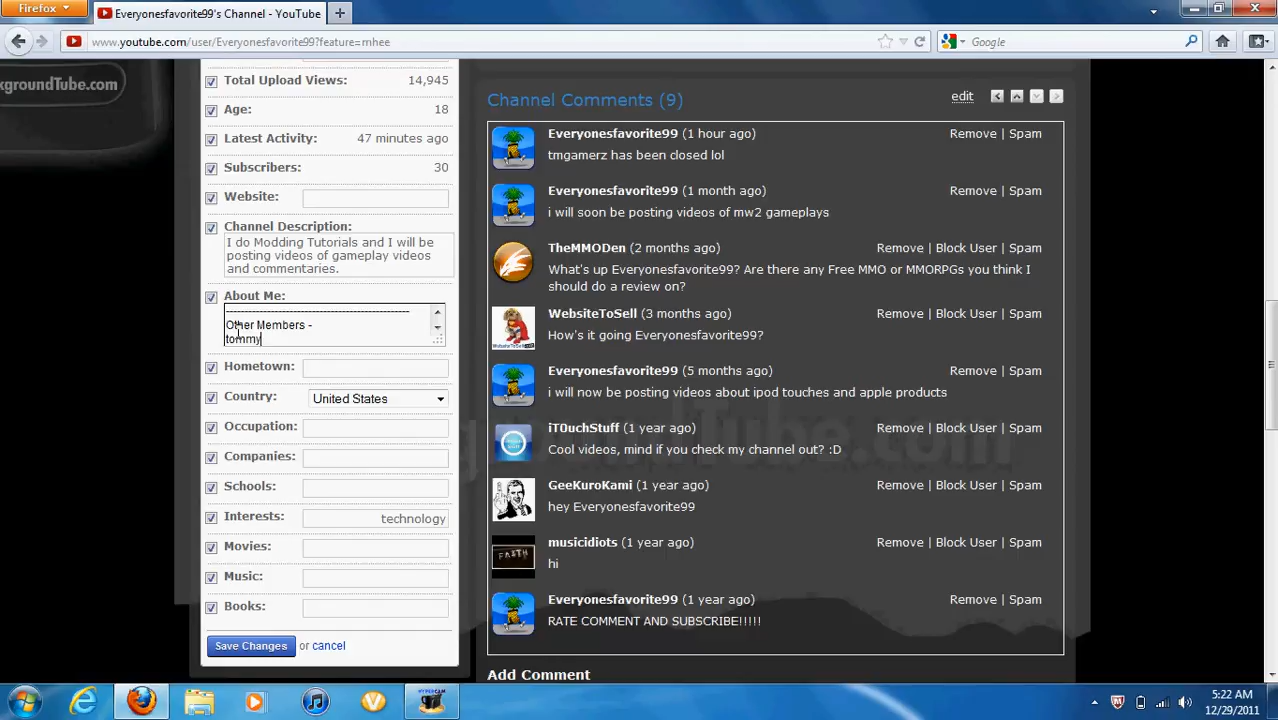 Firefox
Everyonesfavorite99's Channel - YouTube
www.youtube.com/user/Everyonesfavorite99?feature=mhee
Google
kgroundTube.com
Total Upload Views: 14,945
Age: 18
Latest Activity: 47 minutes ago
Subscribers: 30
Website:
Channel Description:
I do Modding Tutorials and I will be
posting videos of gameplay videos
and commentaries.
About Me:
--------------------------------------------------
Other Members -
tommy
Hometown:
Country: United States
Occupation:
Companies:
Schools:
Interests: technology
Movies:
Music:
Books:
Save Changes or cancel
Channel Comments (9) edit
Everyonesfavorite99 (1 hour ago) Remove | Spam
tmgamerz has been closed lol
Everyonesfavorite99 (1 month ago) Remove | Spam
i will soon be posting videos of mw2 gameplays
TheMMODen (2 months ago) Remove | Block User | Spam
What's up Everyonesfavorite99? Are there any Free MMO or MMORPGs you think I
should do a review on?
WebsiteToSell (3 months ago) Remove | Block User | Spam
How's it going Everyonesfavorite99?
Everyonesfavorite99 (5 months ago) Remove | Spam
i will now be posting videos about ipod touches and apple products
iT0uchStuff (1 year ago) Remove | Block User | Spam
Cool videos, mind if you check my channel out? :D
GeeKuroKami (1 year ago) Remove | Block User | Spam
hey Everyonesfavorite99
musicidiots (1 year ago) Remove | Block User | Spam
hi
Everyonesfavorite99 (1 year ago) Remove | Spam
RATE COMMENT AND SUBSCRIBE!!!!!
Add Comment
FAITH
HYPERCAM
5:22 AM
12/29/2011